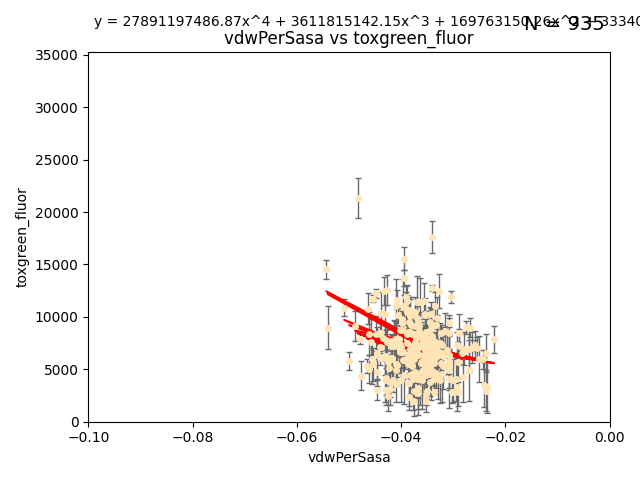 y = 27891197486.87x^4 + 3611815142.15x^3 + 169763150.26x^2 + 33340
N = 935
vdwPerSasa vs toxgreen_fluor
35000
30000
25000
20000
15000
10000
5000
0
toxgreen_fluor
−0.10 −0.08 −0.06 −0.04 −0.02 0.00
vdwPerSasa